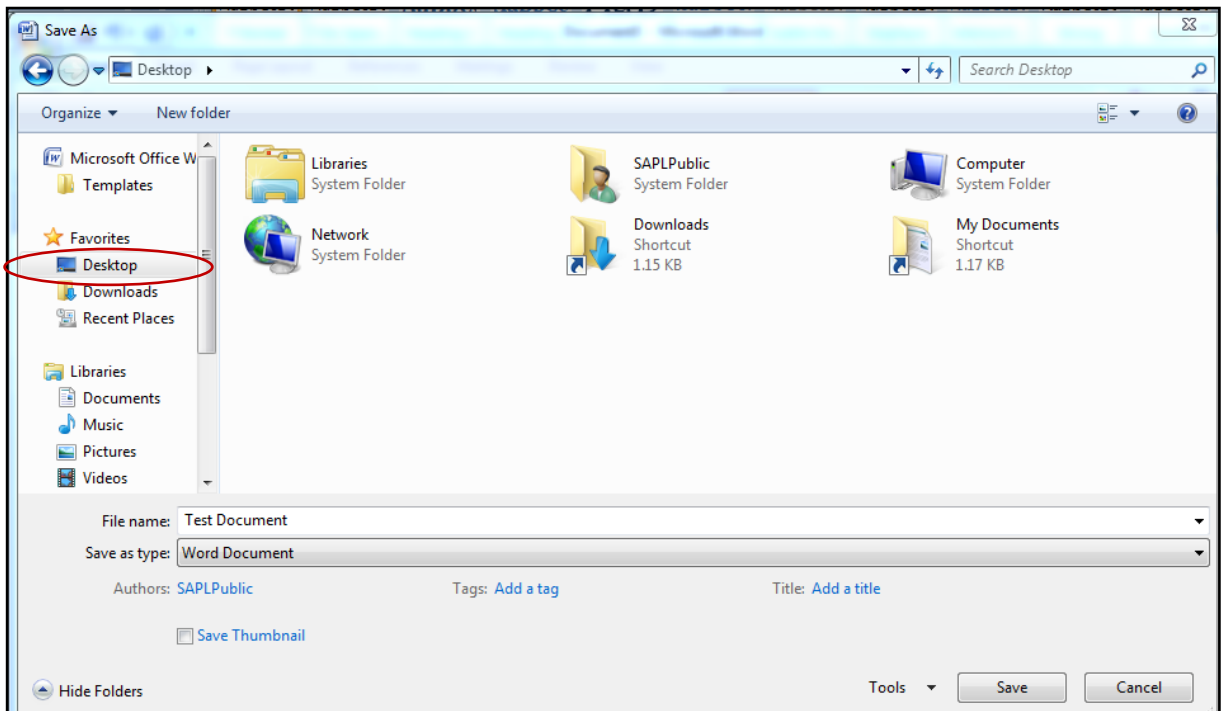 Save As
Desktop
Search Desktop
Organize New folder
Microsoft Office W
Templates
Favorites
Desktop
Downloads
Recent Places
Libraries
Documents
Music
Pictures
Videos
Libraries
System Folder
SAPLPublic
System Folder
Computer
System Folder
Network
System Folder
Downloads
Shortcut
1.15 KB
My Documents
Shortcut
1.17 KB
File name: Test Document
Save as type: Word Document
Authors: SAPLPublic Tags: Add a tag Title: Add a title
Save Thumbnail
Hide Folders Tools Save Cancel